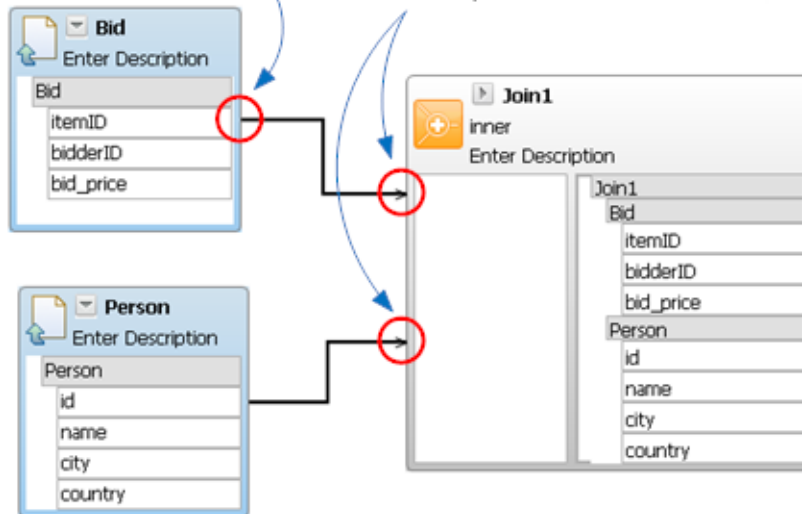 Bid
Enter Description
Bid
itemID
bidderID
bid_price
Join1
inner
Enter Description
Join1
Bid
itemID
bidderID
bid_price
Person
id
name
city
country
Person
Enter Description
Person
id
name
city
country